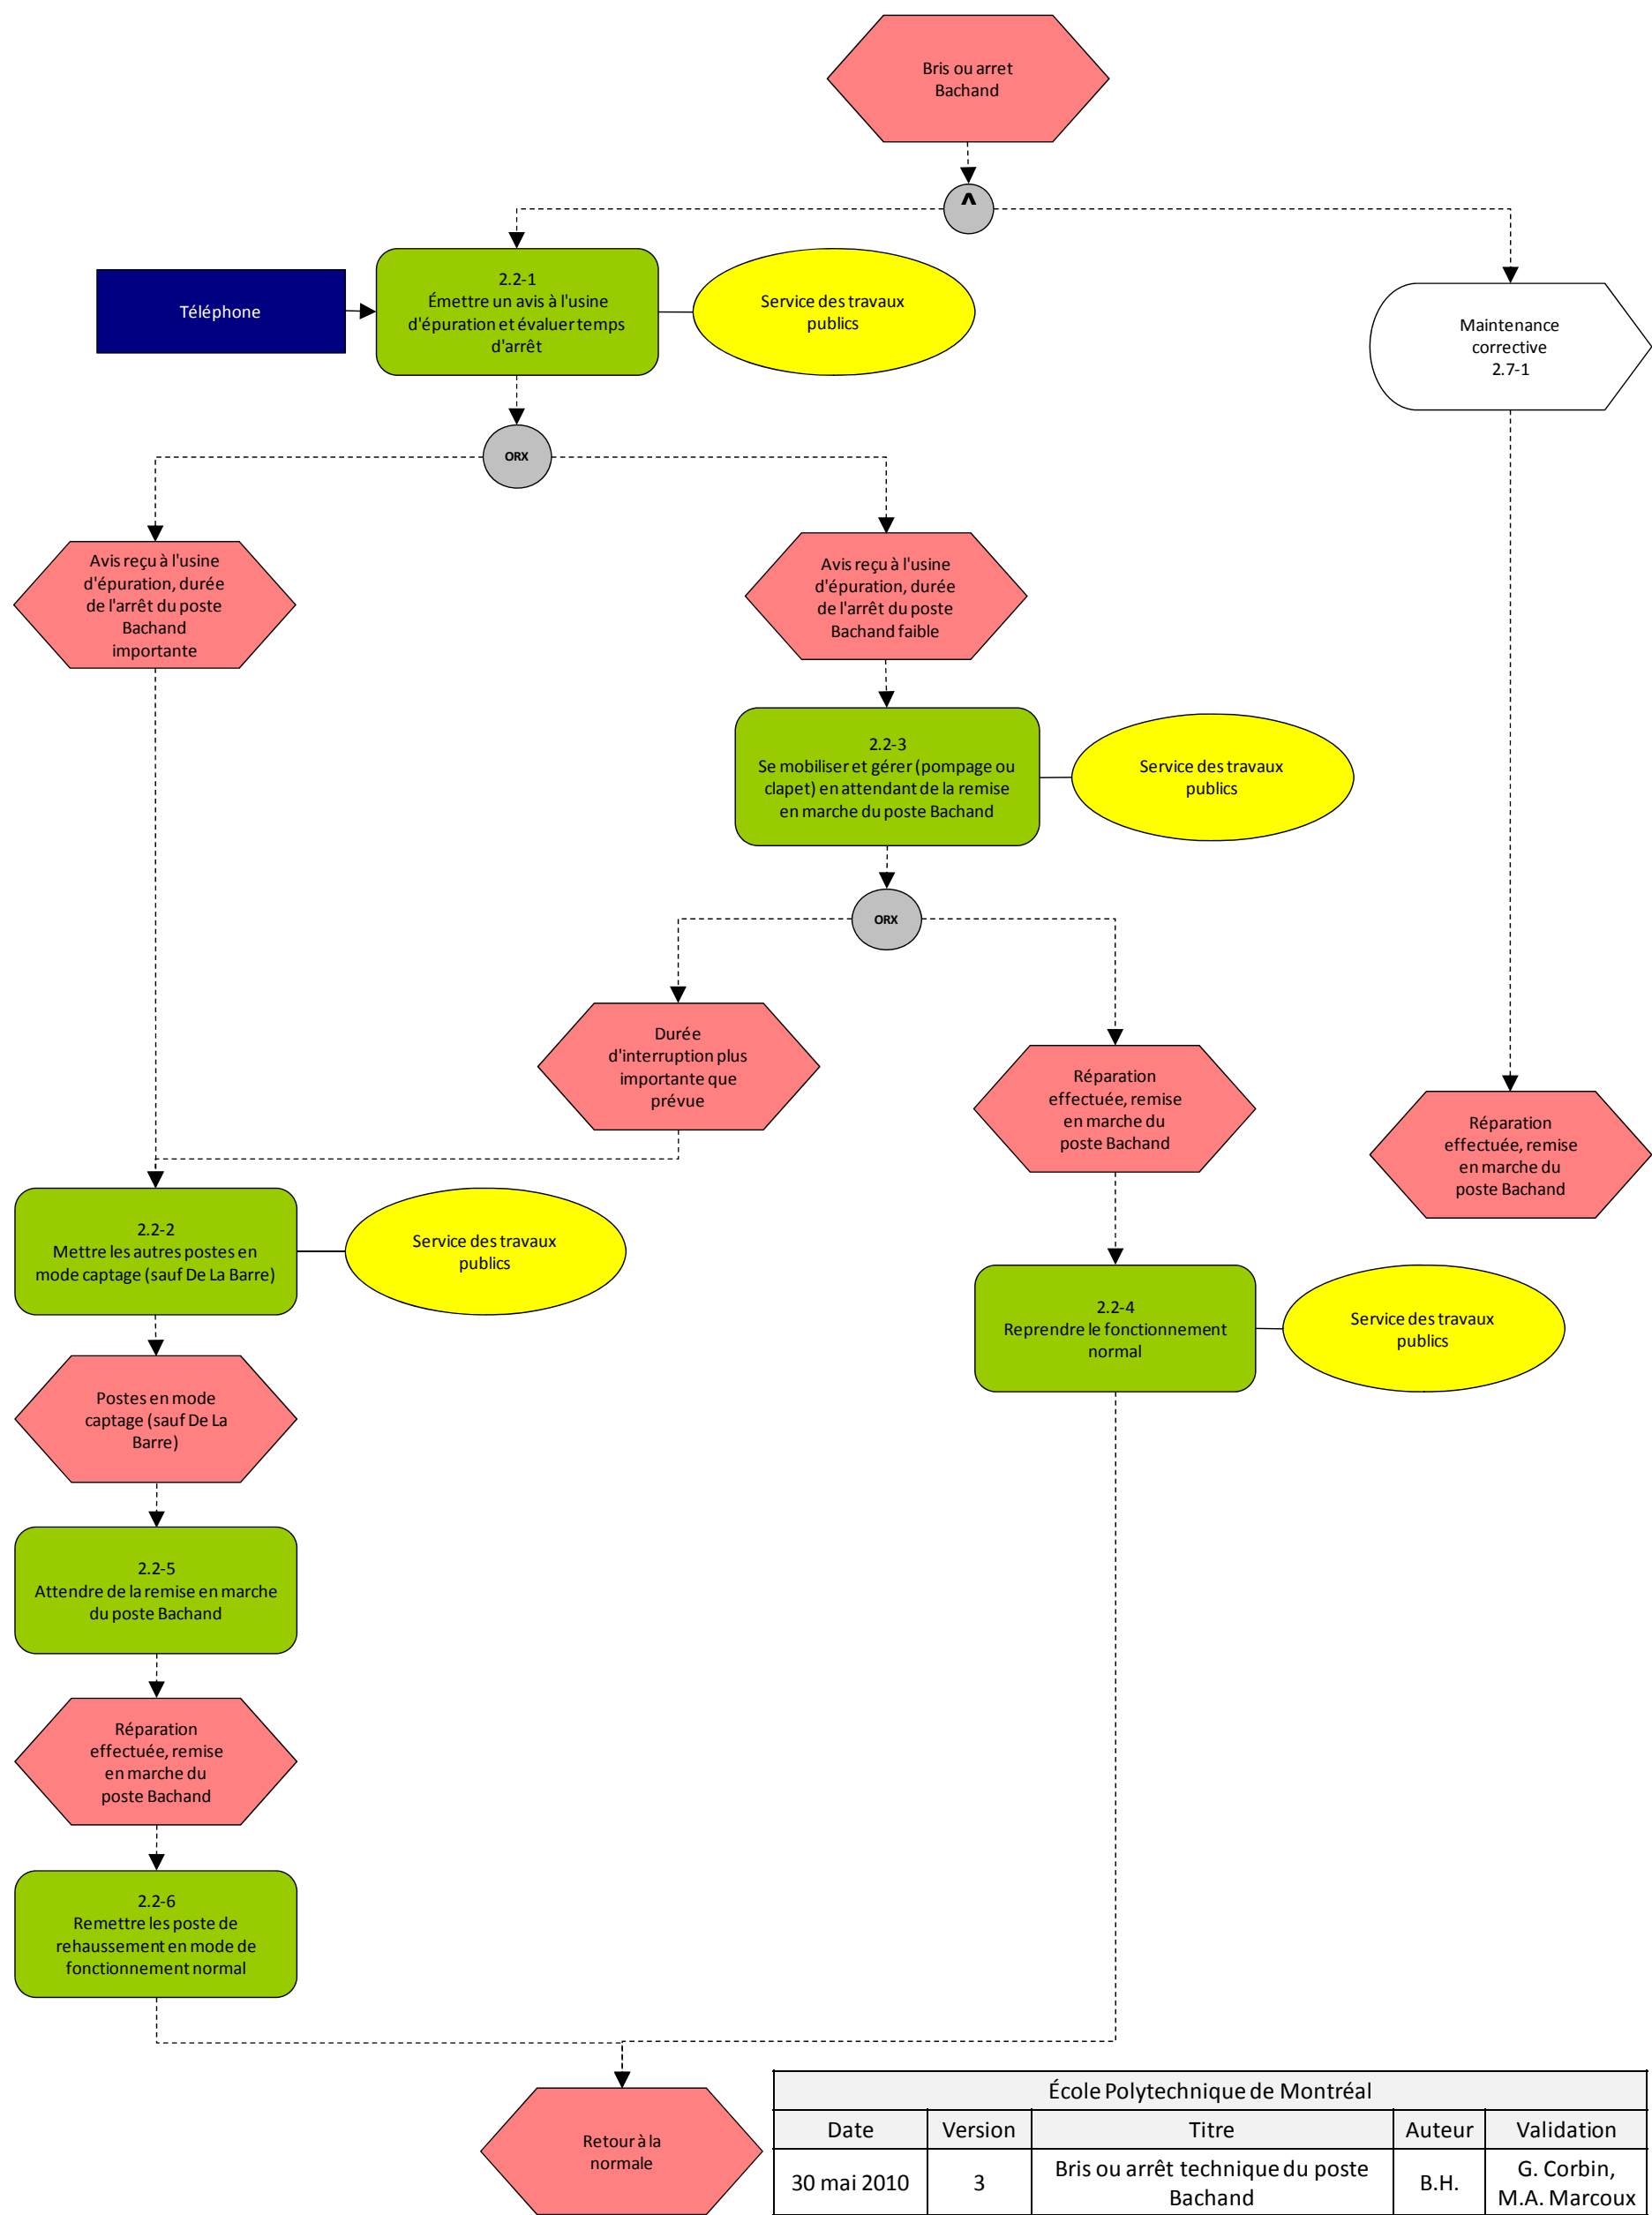 Bris ou arret
Bachand
^
Téléphone
2.2-1
Émettre un avis à l'usine
d'épuration et évaluer temps
d'arrêt
Service des travaux
publics
Maintenance
corrective
2.7-1
ORX
Avis reçu à l'usine
d'épuration, durée
de l'arrêt du poste
Bachand
importante
Avis reçu à l'usine
d'épuration, durée
de l'arrêt du poste
Bachand faible
2.2-3
Se mobiliser et gérer (pompage ou
clapet) en attendant de la remise
en marche du poste Bachand
Service des travaux
publics
ORX
Durée
d'interruption plus
importante que
prévue
Réparation
effectuée, remise
en marche du
poste Bachand
Réparation
effectuée, remise
en marche du
poste Bachand
2.2-2
Mettre les autres postes en
mode captage (sauf De La Barre)
Service des travaux
publics
2.2-4
Reprendre le fonctionnement
normal
Service des travaux
publics
Postes en mode
captage (sauf De La
Barre)
2.2-5
Attendre de la remise en marche
du poste Bachand
Réparation
effectuée, remise
en marche du
poste Bachand
2.2-6
Remettre les poste de
rehaussement en mode de
fonctionnement normal
Retour à la
normale
École Polytechnique de Montréal
Date Version Titre Auteur Validation
30 mai 2010 3 Bris ou arrêt technique du poste Bachand B.H. G. Corbin, M.A. Marcoux